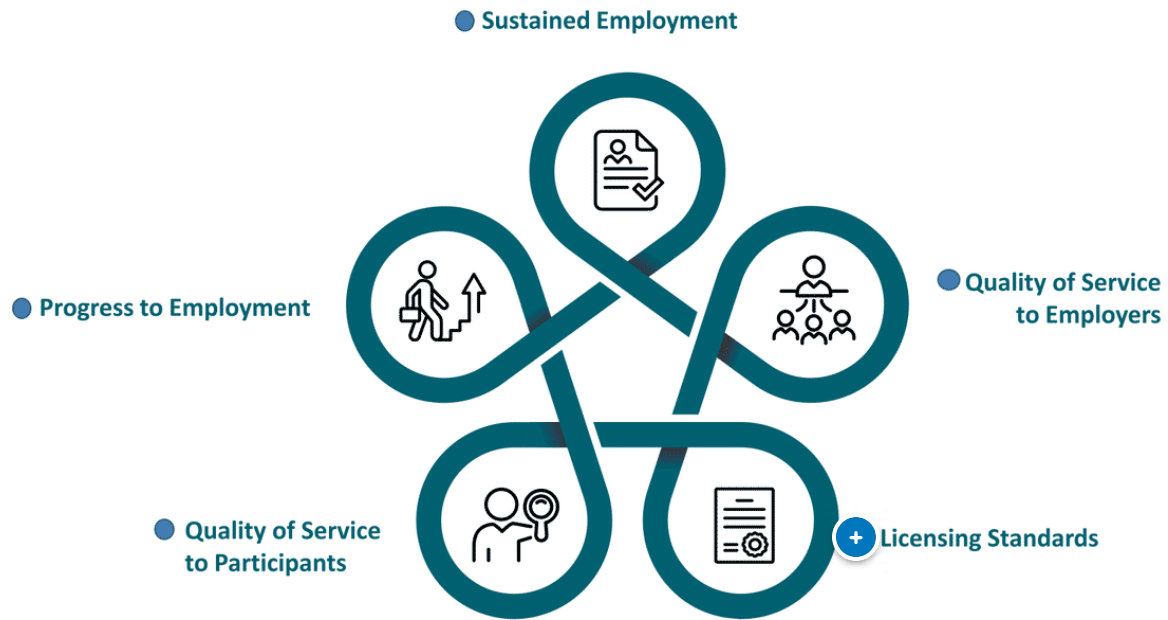 Sustained Employment
Quality of Service
to Employers
Progress to Employment
Quality of Service
to Participants
Licensing Standards